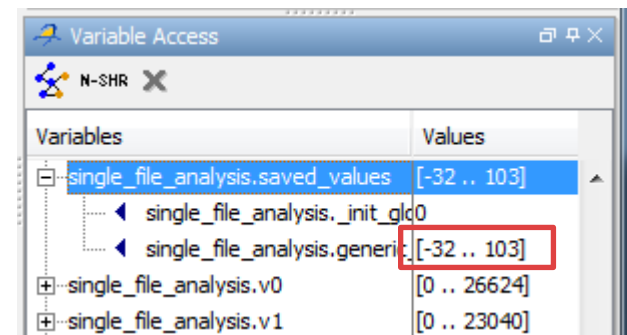 Variable Access
N-SHR
Variables Values
single_file_analysis.saved_values [-32 .. 103]
single_file_analysis._init_glo 0
single_file_analysis.generic_ [-32 .. 103]
single_file_analysis.v0 [0 .. 26624]
single_file_analysis.v1 [0 .. 23040]